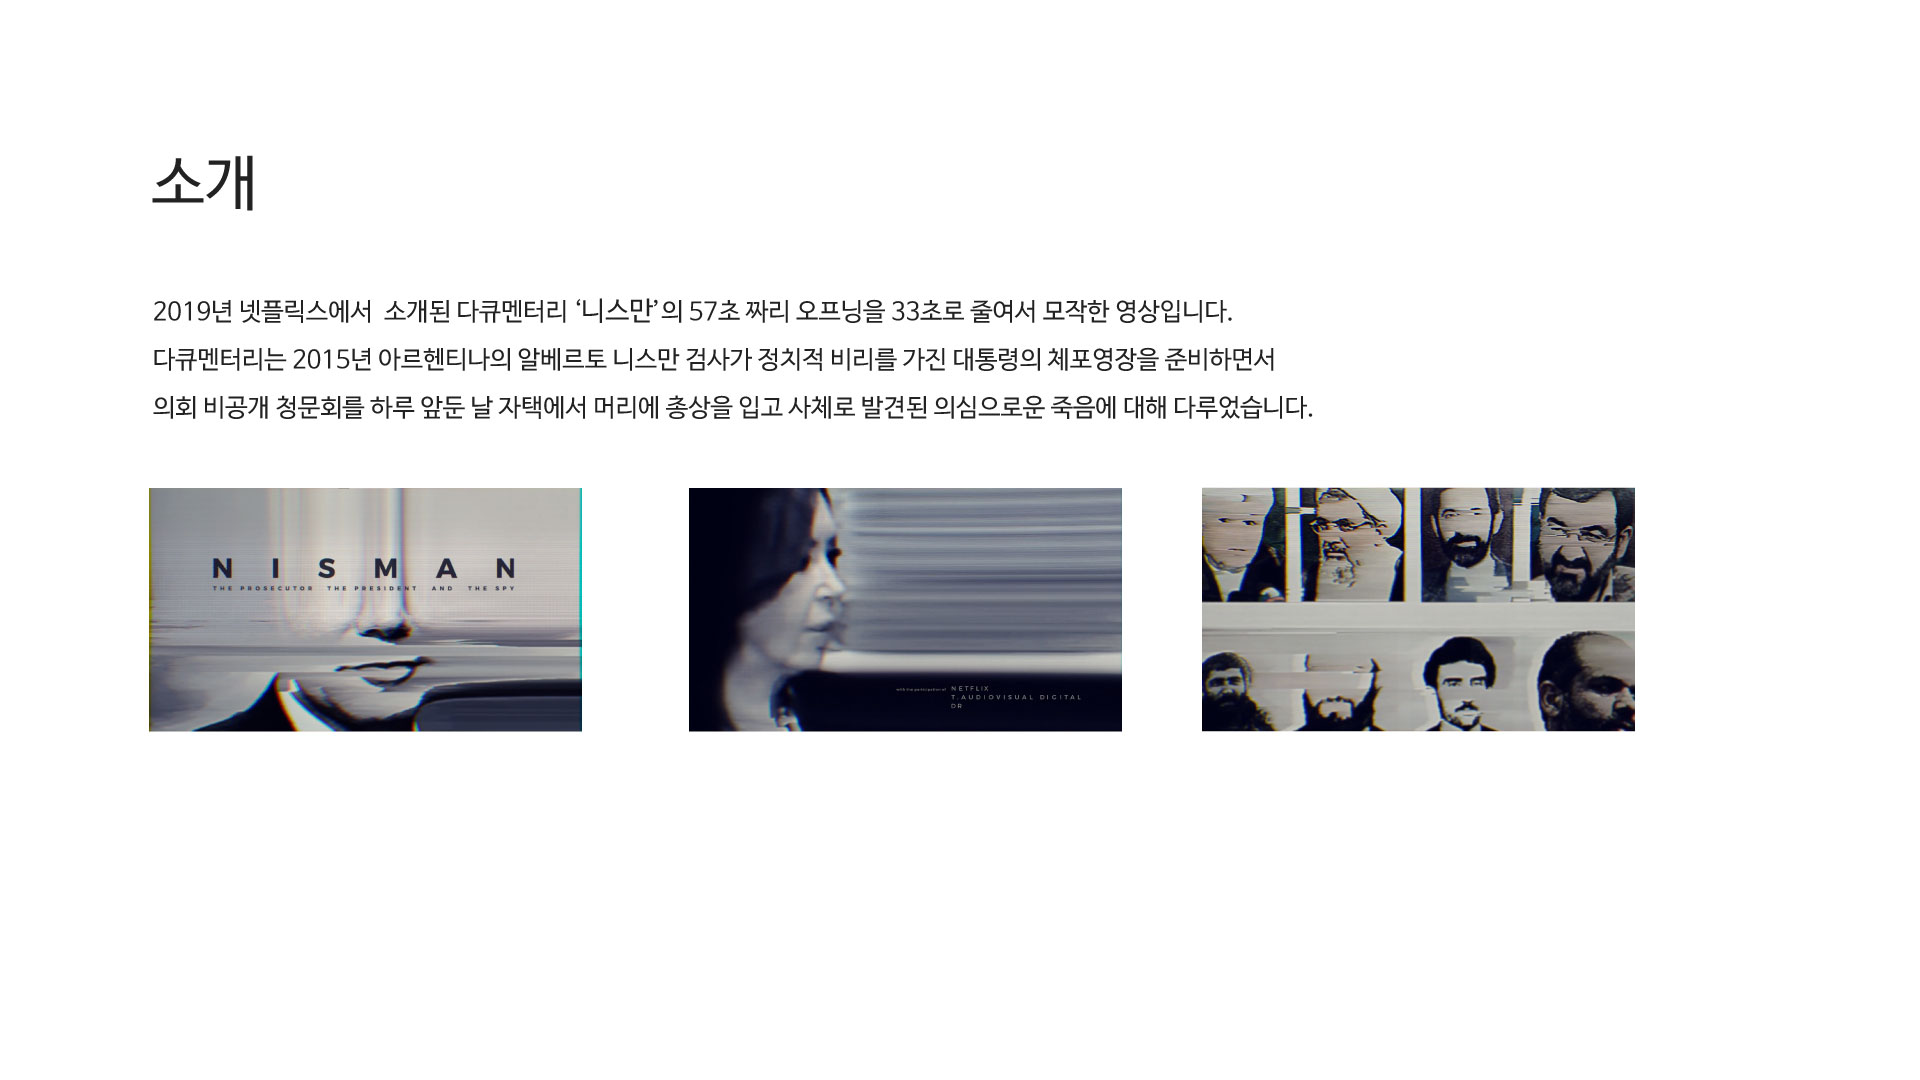 소개
2019년 넷플릭스에서 소개된 다큐멘터리 ‘니스만’의 57초 짜리 오프닝을 33초로 줄여서 모작한 영상입니다.
다큐멘터리는 2015년 아르헨티나의 알베르토 니스만 검사가 정치적 비리를 가진 대통령의 체포영장을 준비하면서
의회 비공개 청문회를 하루 앞둔 날 자택에서 머리에 총상을 입고 사체로 발견된 의심으로운 죽음에 대해 다루었습니다.
NISMAN
THE PROSECUTOR THE PRESIDENT AND THE SPY
with the participation of NETFLIX
T.AUDIOVISUAL DIGITAL
DR